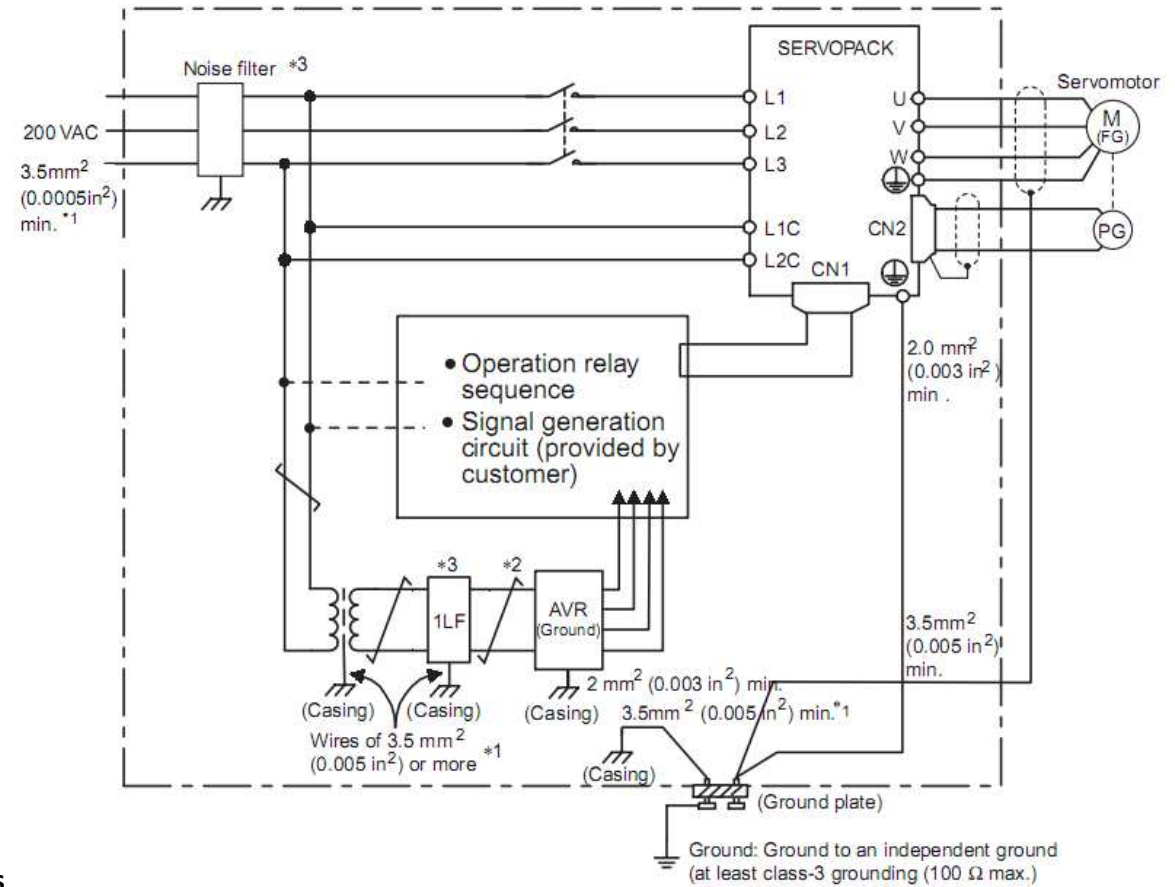 SERVOPACK
Noise filter *3
Servomotor
L1
U
M
(FG)
200 VAC
L2
V
3.5mm2
(0.0005in2)
min. *1
L3
W
L1C
CN2
PG
L2C
CN1
• Operation relay
sequence
• Signal generation
circuit (provided by
customer)
2.0 mm2
(0.003 in2)
min .
*3
*2
1LF
AVR
(Ground)
3.5mm2
(0.005 in2)
min.
2 mm2 (0.003 in2) min.
(Casing)
(Casing)
(Casing)
3.5mm2 (0.005in2) min.*1
Wires of 3.5 mm2
(0.005 in2) or more *1
(Casing)
(Ground plate)
Ground: Ground to an independent ground
(at least class-3 grounding (100 Ω max.)